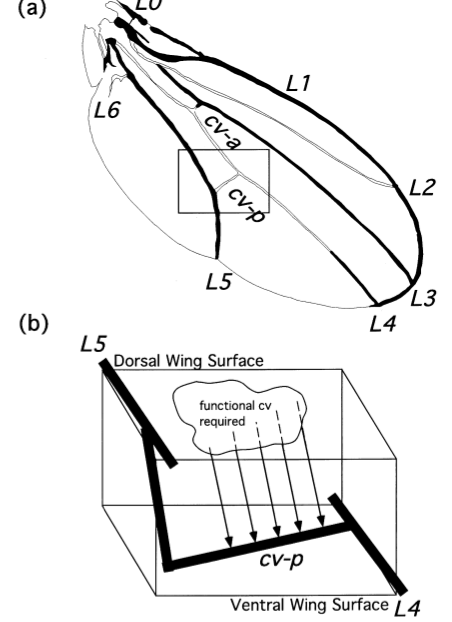 (a)
L0
L1
L6
cv-a
L2
cv-p
L5
L3
L4
(b)
L5
Dorsal Wing Surface
functional cv
required
cv-p
Ventral Wing Surface L4